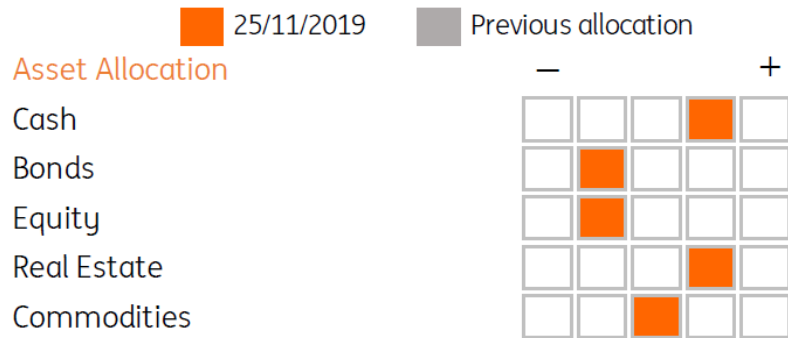 25/11/2019 Previous allocation
Asset Allocation – +
Cash
Bonds
Equity
Real Estate
Commodities